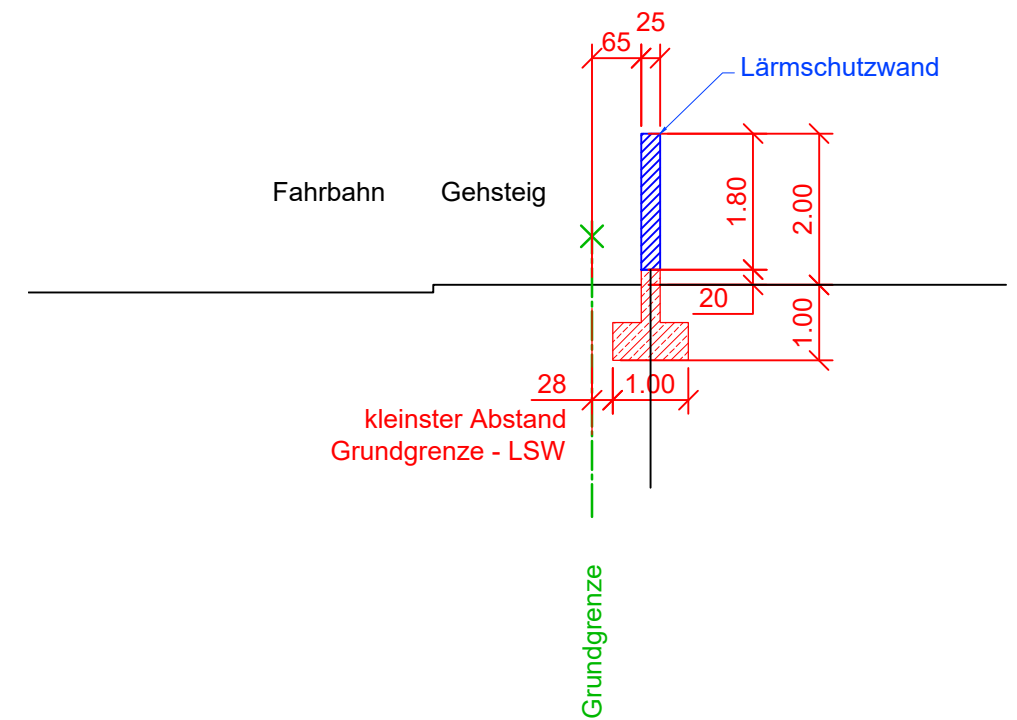 25
65
Lärmschutzwand
Fahrbahn
Gehsteig
1.80
2.00
20
1.00
28
1.00
kleinster Abstand
Grundgrenze - LSW
Grundgrenze